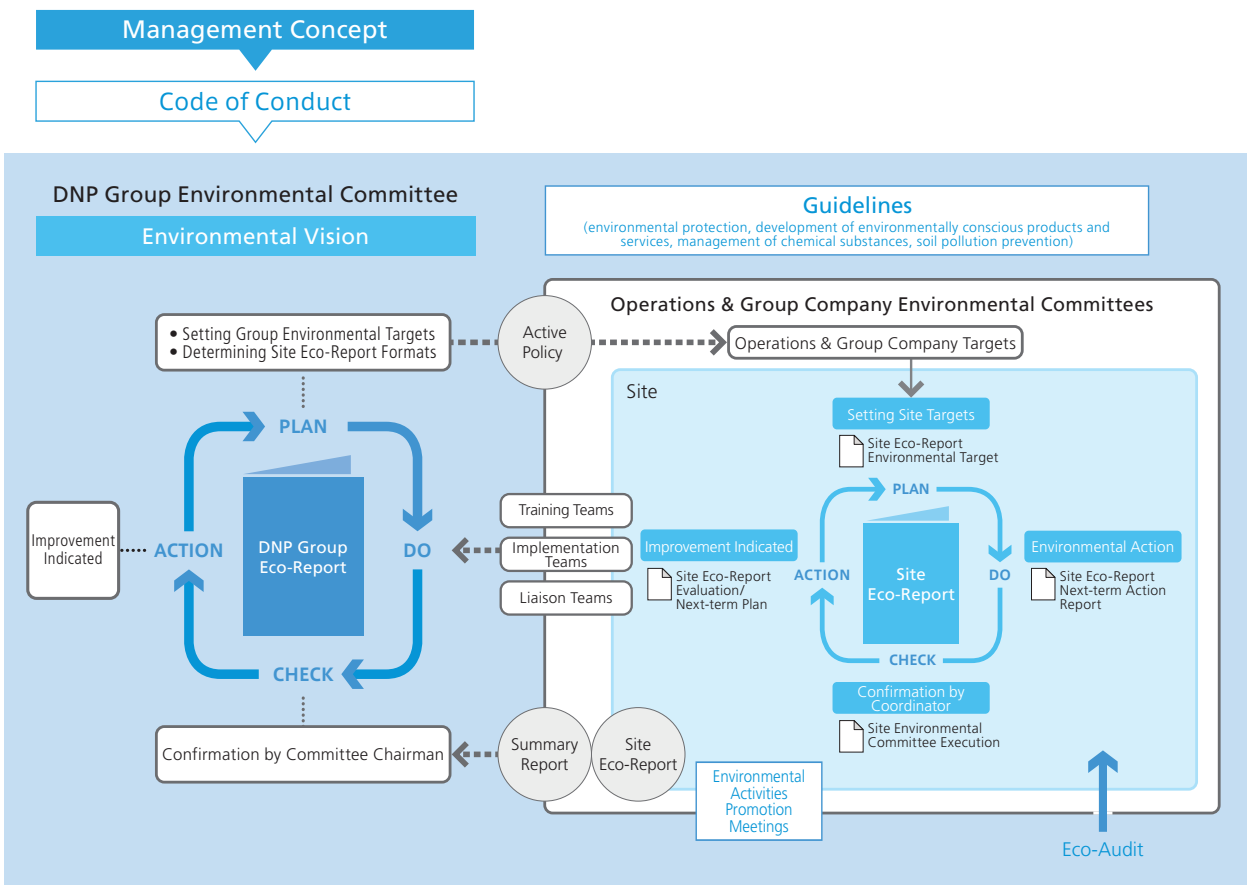 Management Concept
Code of Conduct
DNP Group Environmental Committee
Environmental Vision
Guidelines
(environmental protection, development of environmentally conscious products and
services, management of chemical substances, soil pollution prevention)
• Setting Group Environmental Targets
• Determining Site Eco-Report Formats
Active
Policy
Operations & Group Company Environmental Committees
Operations & Group Company Targets
PLAN
DO
CHECK
ACTION
DNP Group
Eco-Report
Improvement
Indicated
Training Teams
Implementation
Teams
Liaison Teams
Confirmation by Committee Chairman
Summary
Report
Site
Eco-Report
Site
Setting Site Targets
Site Eco-Report
Environmental Target
PLAN
DO
CHECK
ACTION
Site
Eco-Report
Improvement Indicated
Site Eco-Report
Evaluation/
Next-term Plan
Environmental Action
Site Eco-Report
Next-term Action
Report
Confirmation by
Coordinator
Site Environmental
Committee Execution
Environmental
Activities
Promotion
Meetings
Eco-Audit